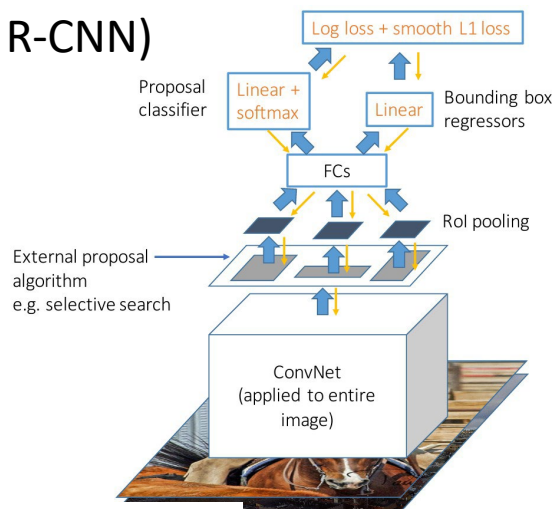 R-CNN)
Log loss + smooth L1 loss
Proposal
classifier
Linear +
softmax
Linear
Bounding box
regressors
FCs
RoI pooling
External proposal
algorithm
e.g. selective search
ConvNet
(applied to entire
image)